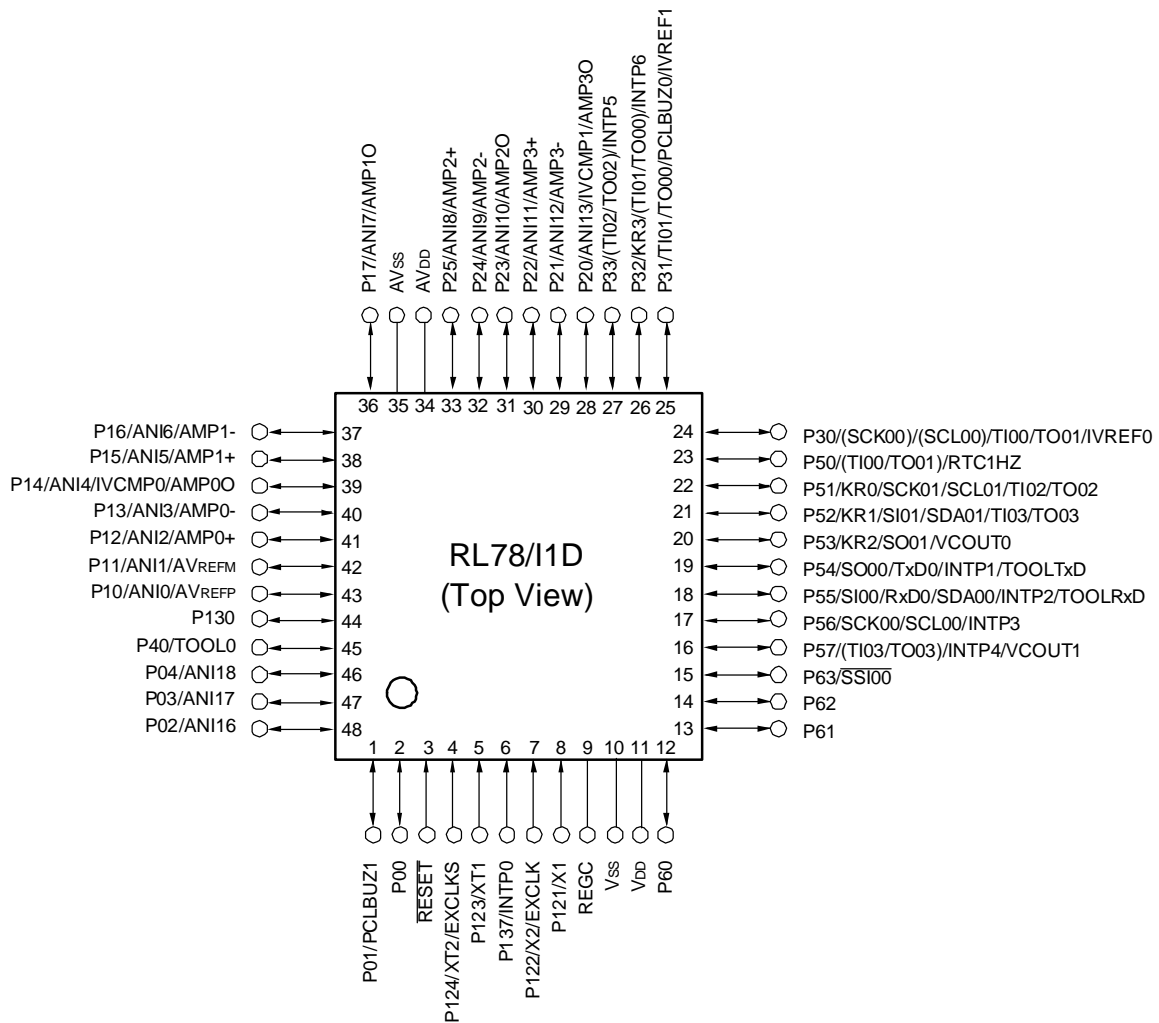 P17/ANI7/AMP1O
AVSS
AVDD
P25/ANI8/AMP2+
P24/ANI9/AMP2-
P23/ANI10/AMP2O
P22/ANI11/AMP3+
P21/ANI12/AMP3-
P20/ANI13/IVCMP1/AMP3O
P33/(TI02/TO02)/INTP5
P32/KR3/(TI01/TO00)/INTP6
P31/TI01/TO00/PCLBUZ0/IVREF1
36 35 34 33 32 31 30 29 28 27 26 25
P16/ANI6/AMP1- 37
P15/ANI5/AMP1+ 38
P14/ANI4/IVCMP0/AMP0O 39
P13/ANI3/AMP0- 40
P12/ANI2/AMP0+ 41
P11/ANI1/AVREFM 42
P10/ANI0/AVREFP 43
P130 44
P40/TOOL0 45
P04/ANI18 46
P03/ANI17 47
P02/ANI16 48
RL78/I1D
(Top View)
24 P30/(SCK00)/(SCL00)/TI00/TO01/IVREF0
23 P50/(TI00/TO01)/RTC1HZ
22 P51/KR0/SCK01/SCL01/TI02/TO02
21 P52/KR1/SI01/SDA01/TI03/TO03
20 P53/KR2/SO01/VCOUT0
19 P54/SO00/TxD0/INTP1/TOOLTxD
18 P55/SI00/RxD0/SDA00/INTP2/TOOLRxD
17 P56/SCK00/SCL00/INTP3
16 P57/(TI03/TO03)/INTP4/VCOUT1
15 P63/SSI00
14 P62
13 P61
1 2 3 4 5 6 7 8 9 10 11 12
P01/PCLBUZ1
P00
RESET
P124/XT2/EXCLKS
P123/XT1
P137/INTP0
P122/X2/EXCLK
P121/X1
REGC
VSS
VDD
P60